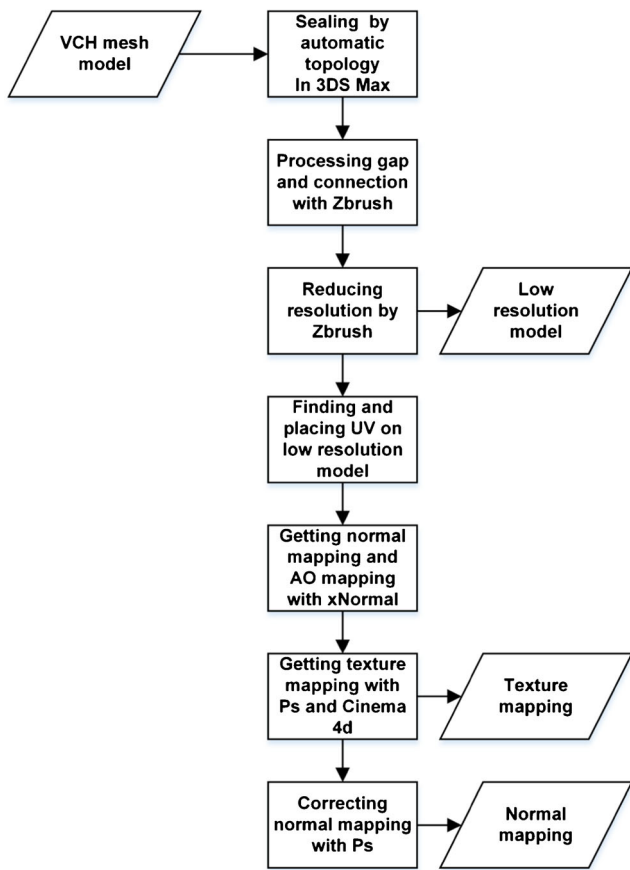 VCH mesh
model
Sealing by
automatic
topology
In 3DS Max
Processing gap
and connection
with Zbrush
Reducing
resolution by
Zbrush
Low
resolution
model
Finding and
placing UV on
low resolution
model
Getting normal
mapping and
AO mapping
with xNormal
Getting texture
mapping with
Ps and Cinema
4d
Texture
mapping
Correcting
normal mapping
with Ps
Normal
mapping